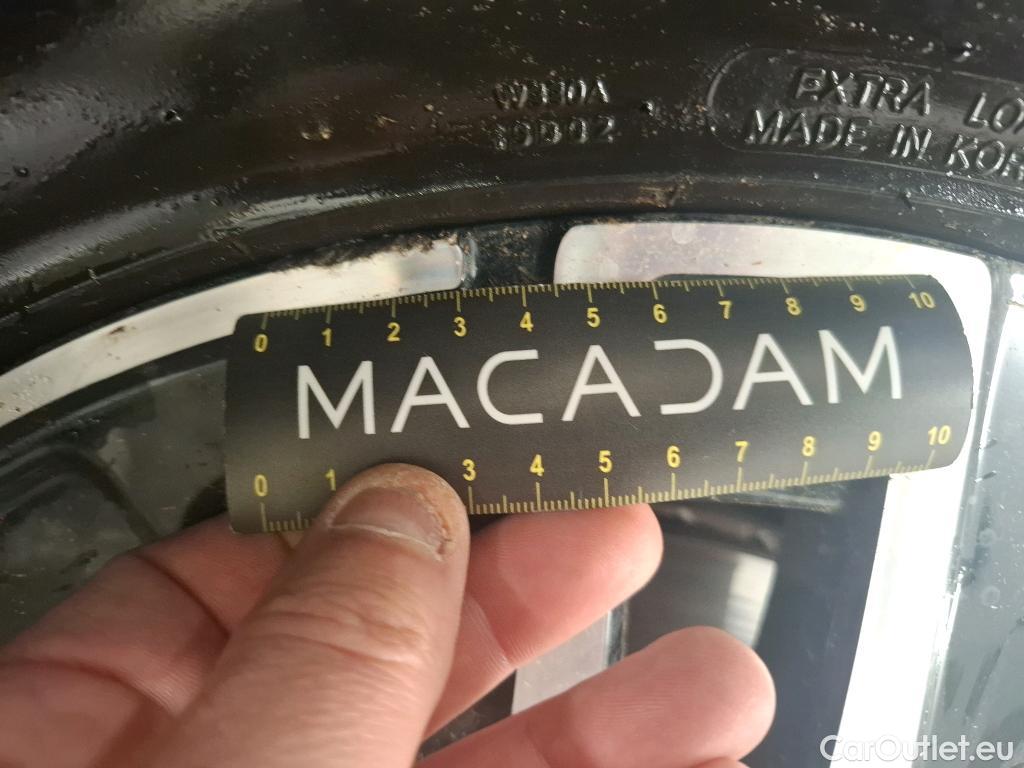 EXTRA LOA
MADE IN KOR
0 1 2 3 4 5 6 7 8 9 10
MACADAM
0 1 3 4 5 6 7 8 9 10
CarOutlet.eu